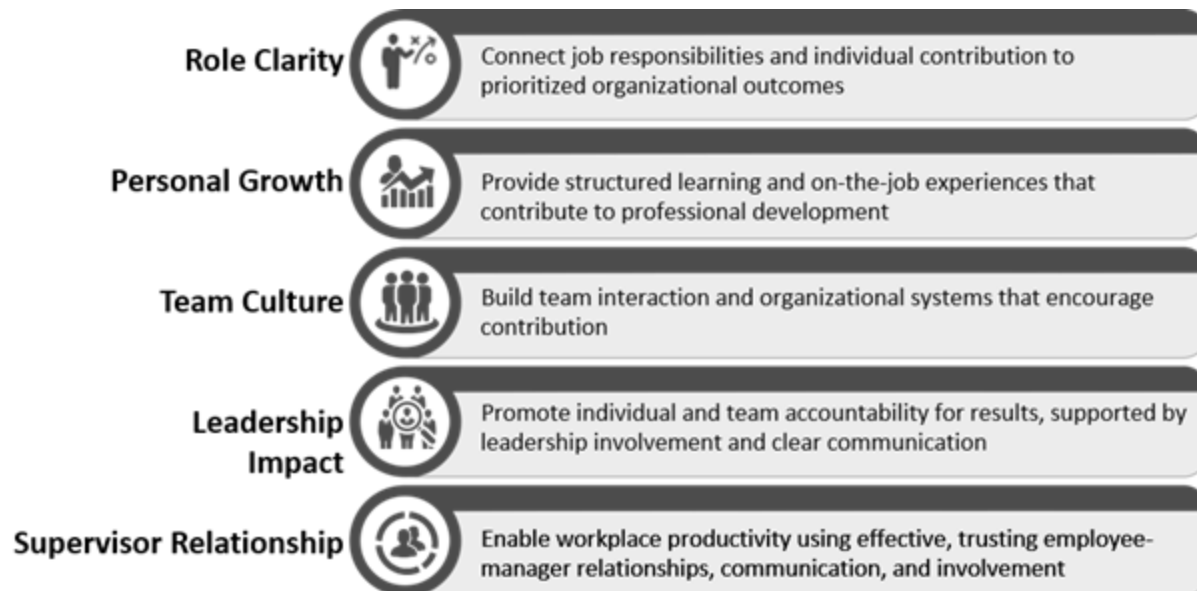 Role Clarity
Connect job responsibilities and individual contribution to
prioritized organizational outcomes
Personal Growth
Provide structured learning and on-the-job experiences that
contribute to professional development
Team Culture
Build team interaction and organizational systems that encourage
contribution
Leadership
Impact
Promote individual and team accountability for results, supported by
leadership involvement and clear communication
Supervisor Relationship
Enable workplace productivity using effective, trusting employee-
manager relationships, communication, and involvement